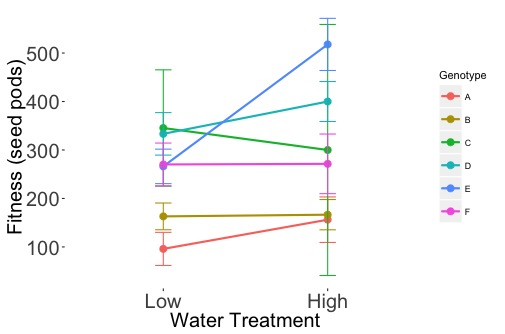 Fitness (seed pods)
500
400
300
200
100
Low High
Water Treatment
Genotype
A
B
C
D
E
F